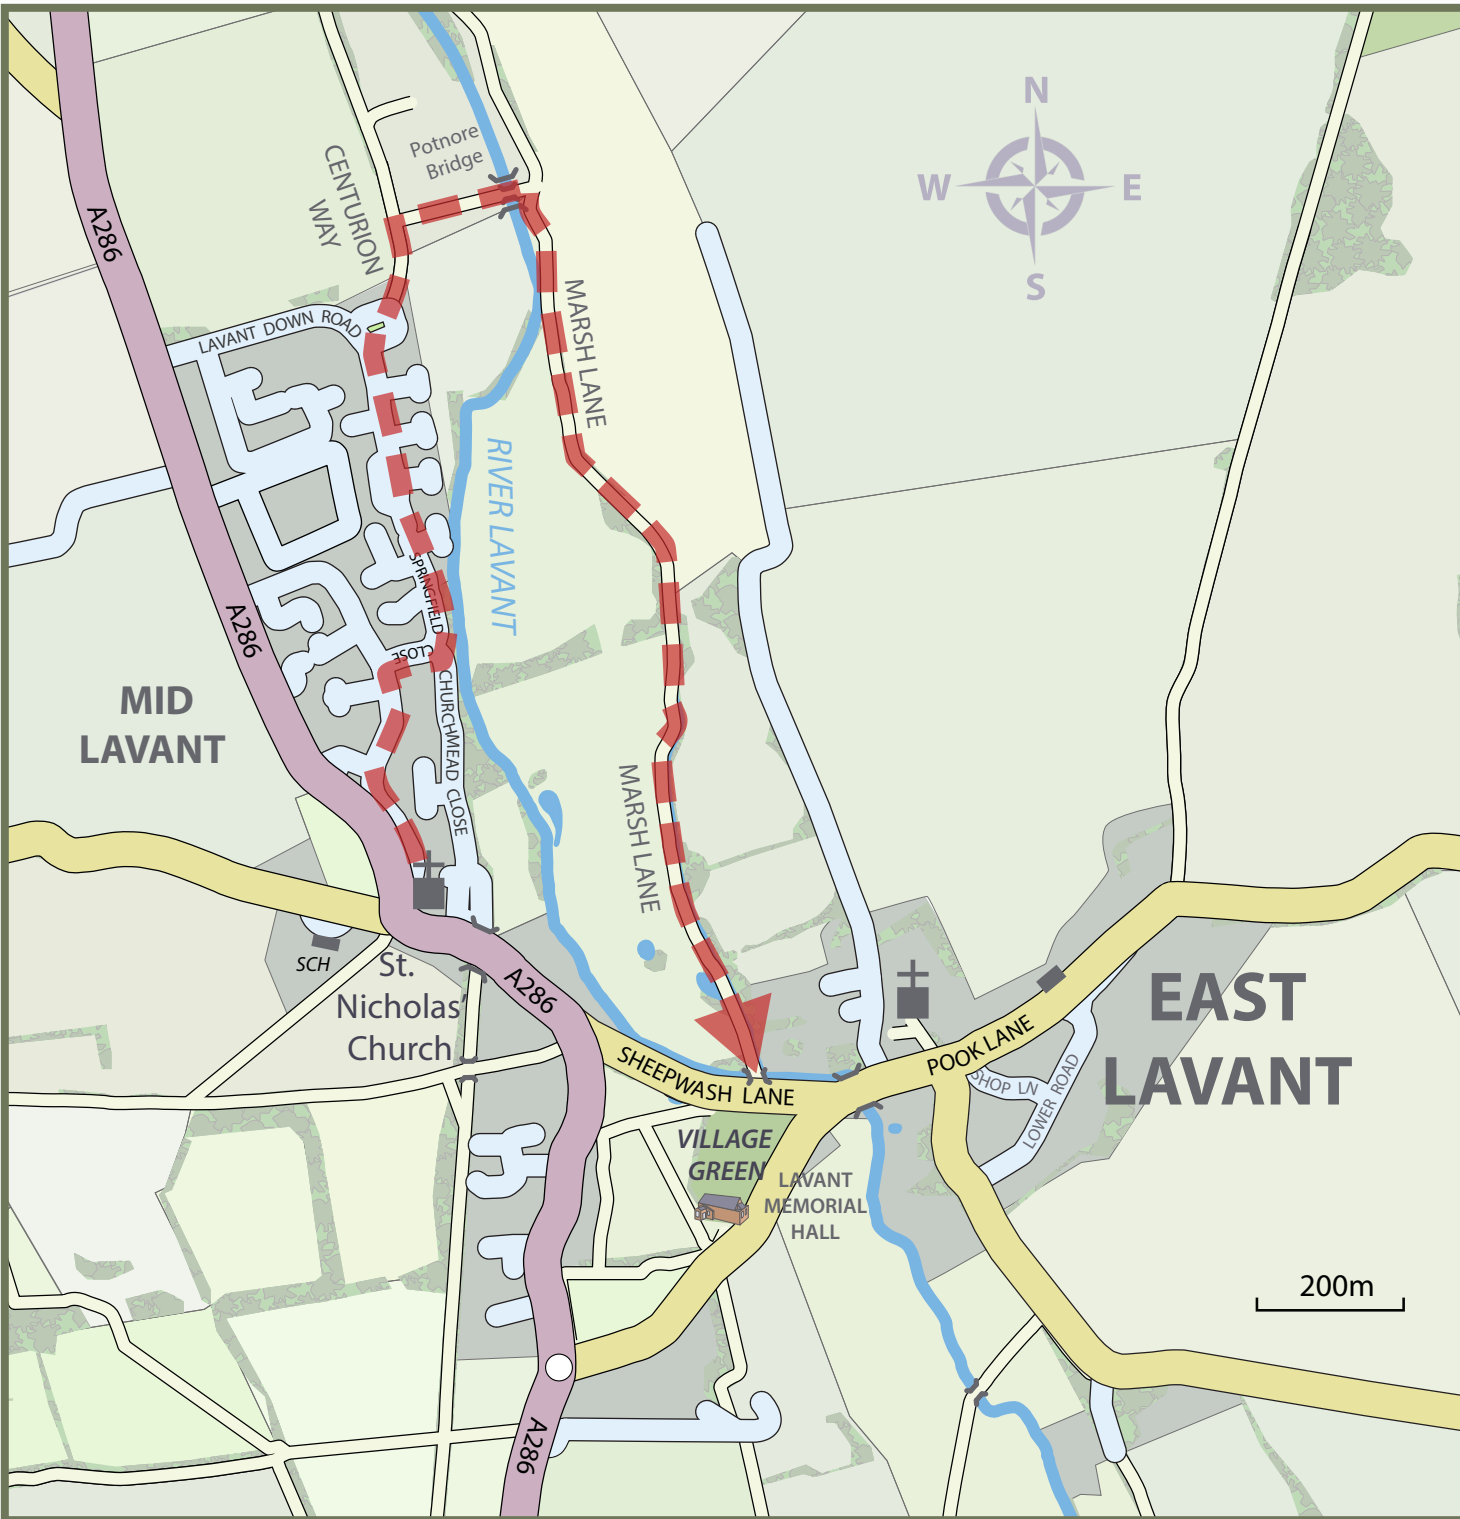 N
W
E
S
Potnore
Bridge
CENTURION
WAY
A286
LAVANT DOWN ROAD
MARSH LANE
RIVER LAVANT
SPRINGFIELD
CLOSE
A286
MID
LAVANT
CHURCHMEAD CLOSE
MARSH LANE
SCH
St.
Nicholas
Church
A286
SHEEPWASH LANE
POOK LANE
EAST
LAVANT
SHOP LN
LOWER ROAD
VILLAGE
GREEN
LAVANT
MEMORIAL
HALL
200m
A286